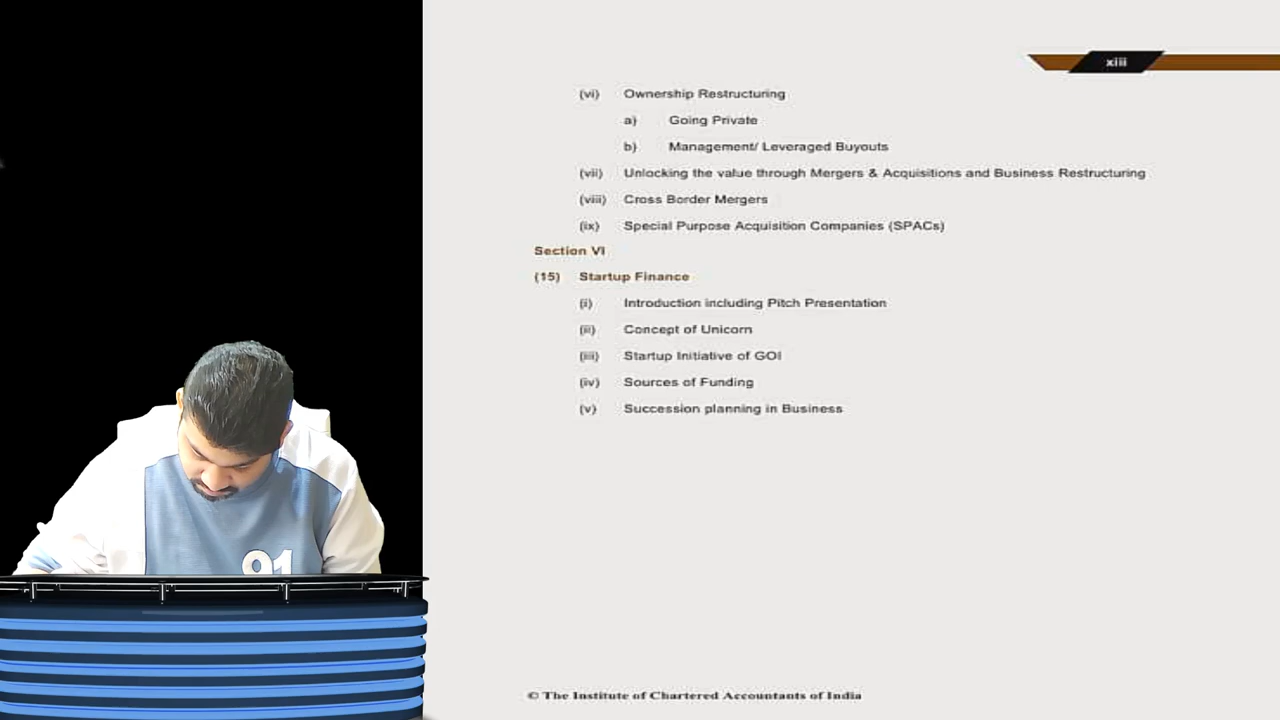 xiii
(vi) Ownership Restructuring
a) Going Private
b) Management/ Leveraged Buyouts
(vii) Unlocking the value through Mergers & Acquisitions and Business Restructuring
(viii) Cross Border Mergers
(ix) Special Purpose Acquisition Companies (SPACs)
Section VI
(15) Startup Finance
(i) Introduction including Pitch Presentation
(ii) Concept of Unicorn
(iii) Startup Initiative of GOI
(iv) Sources of Funding
(v) Succession planning in Business
91
© The Institute of Chartered Accountants of India